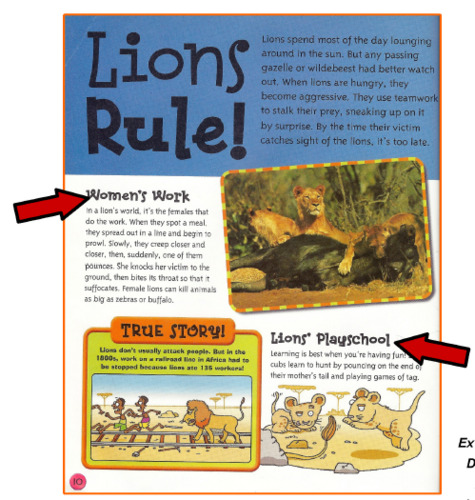 Lions
Rule!
Lions spend most of the day lounging
around in the sun. But any passing
gazelle or wildebeest had better watch
out. When lions are hungry, they
become aggressive. They use teamwork
to stalk their prey, sneaking up on it
by surprise. By the time their victim
catches sight of the lions, it's too late.
Women's Work
In a lion's world, it's the females that
do the work. When they spot a meal,
they spread out in a line and begin to
prowl. Slowly, they creep closer and
closer, then, suddenly, one of them
pounces. She knocks her victim to the
ground, then bites its throat so that it
suffocates. Female lions can kill animals
as big as zebras or buffalo.
TRUE STORY!
Lions don't usually attack people. But in the
1800s, work on a railroad line in Africa had to
be stopped because lions ate 135 workers!
Lions' Playschool
Learning is best when you're having fun!
cubs learn to hunt by pouncing on the end of
their mother's tail and playing games of tag.
10
Ex
D